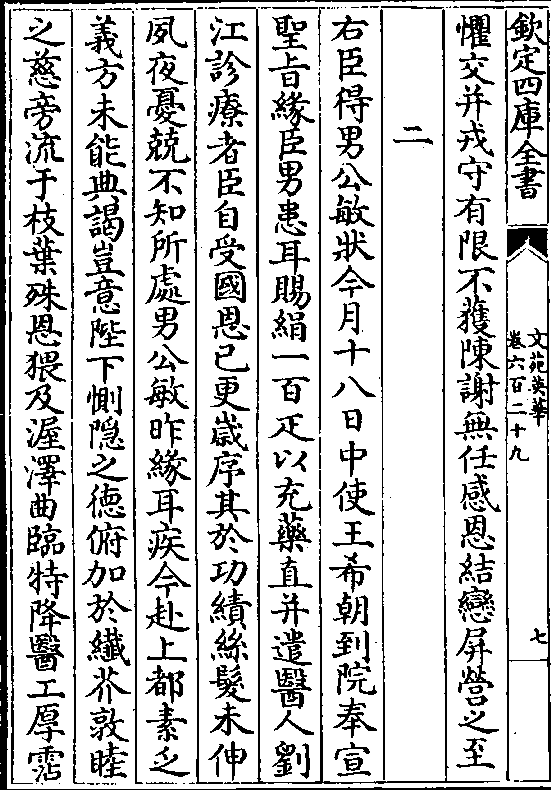 欽定四庫全書
文苑英華
卷六百二十九
七
懼交并戎守有限不獲陳謝無任感恩結戀屏營之至
二
右臣得男公敏狀今月十八日中使王希朝到院奉宣
聖旨緣臣男患耳賜絹一百疋以充藥直并遣醫人劉
江診療者臣自受國恩已更歲序其於功績絲髮未伸
夙夜憂兢不知所處男公敏昨緣耳疾今赴上都素乏
義方未能典謁豈意陛下惻隠之德俯加於纎芥敦睦
之慈旁流于枝葉殊恩猥及渥澤曲臨特降醫工厚霑